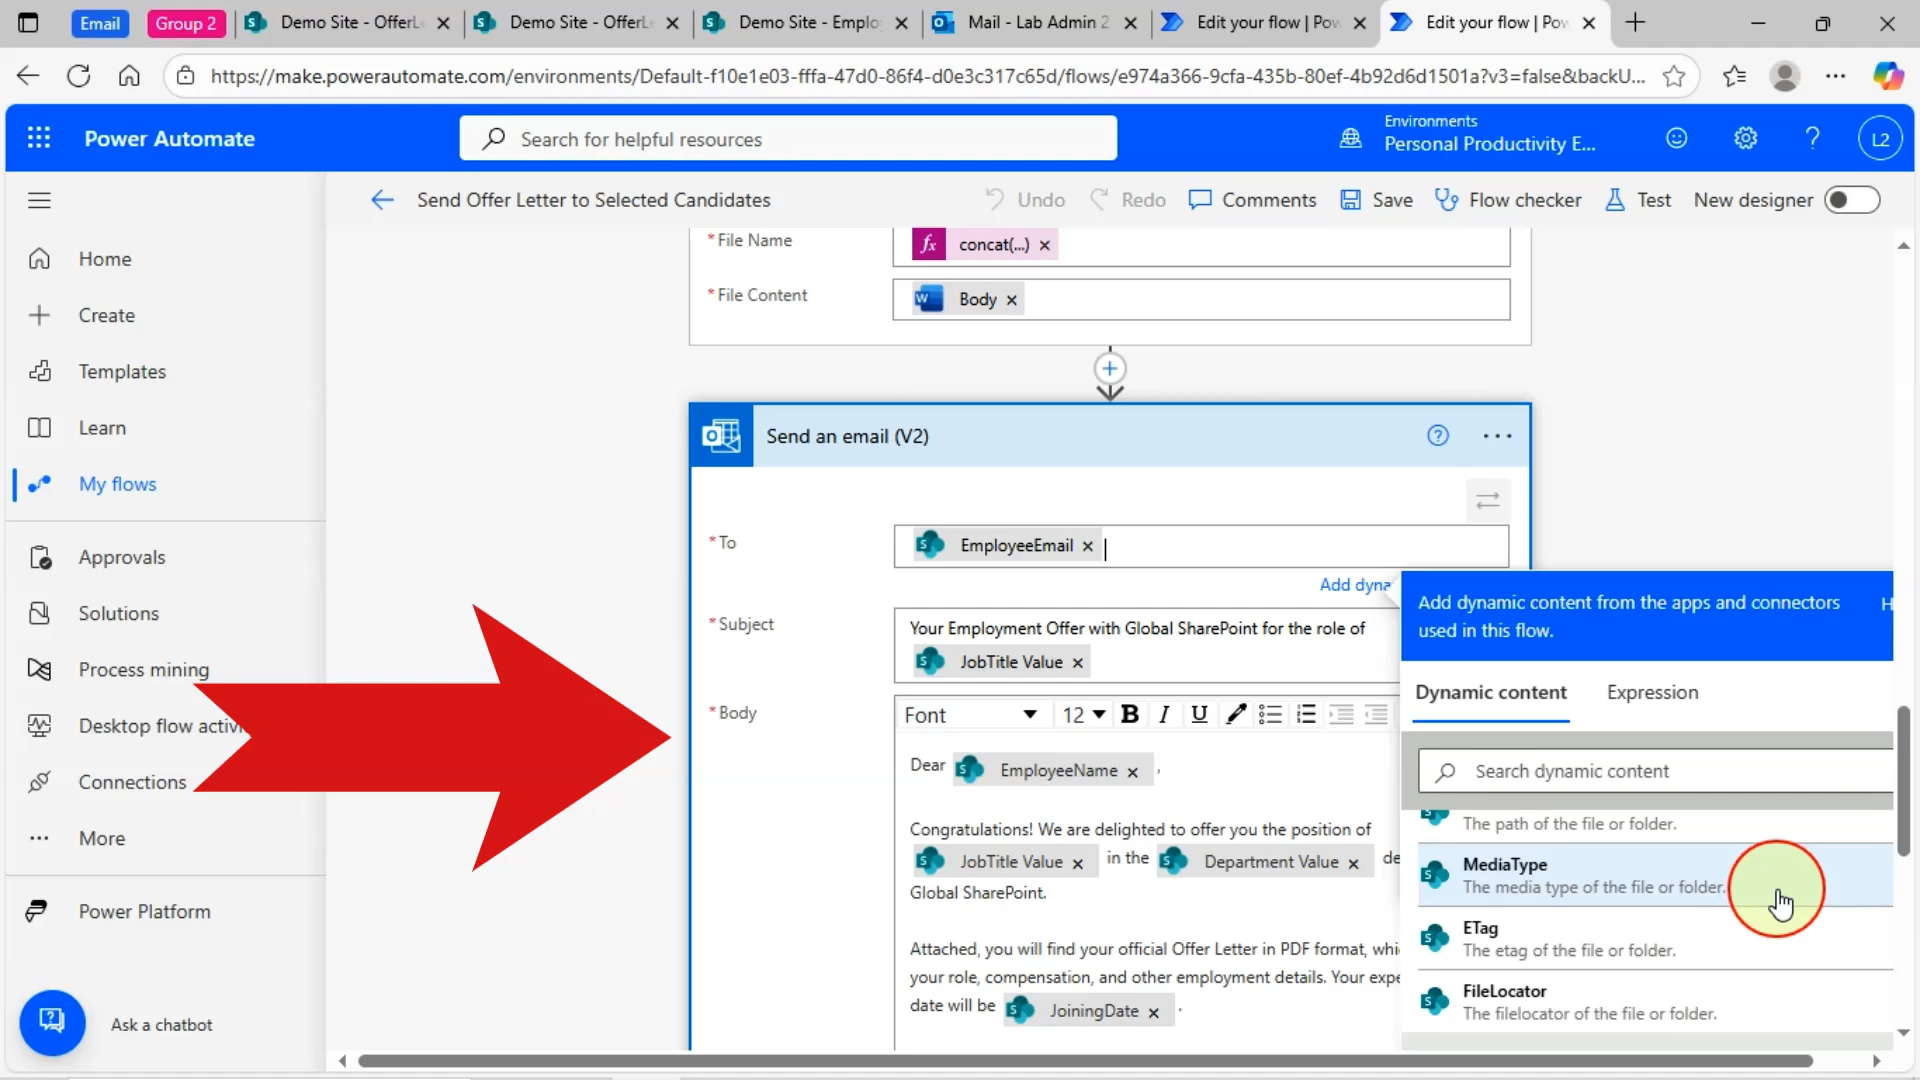 Email
Group 2
Demo Site - OfferLe
Demo Site - OfferLe
Demo Site - Emplo
Mail - Lab Admin 2
Edit your flow | Pow
Edit your flow | Pow
https://make.powerautomate.com/environments/Default-f10e1e03-fffa-47d0-86f4-d0e3c317c65d/flows/e974a366-9cfa-435b-80ef-4b92d6d1501a?v3=false&backU...
Power Automate
Search for helpful resources
Environments
Personal Productivity E...
L2
Send Offer Letter to Selected Candidates
Undo
Redo
Comments
Save
Flow checker
Test
New designer
Home
Create
Templates
Learn
My flows
Approvals
Solutions
Process mining
Desktop flow activi
Connections
More
Power Platform
Ask a chatbot
* File Name
fx concat(...) ×
* File Content
Body ×
Send an email (V2)
* To
EmployeeEmail ×
Add dyna
* Subject
Your Employment Offer with Global SharePoint for the role of
JobTitle Value ×
* Body
Font
12
B I U
Dear EmployeeName × ,
Congratulations! We are delighted to offer you the position of
JobTitle Value × in the Department Value × de
Global SharePoint.
Attached, you will find your official Offer Letter in PDF format, whi
your role, compensation, and other employment details. Your expe
date will be JoiningDate × .
Add dynamic content from the apps and connectors
used in this flow.
H
Dynamic content
Expression
Search dynamic content
The path of the file or folder.
MediaType
The media type of the file or folder.
ETag
The etag of the file or folder.
FileLocator
The filelocator of the file or folder.